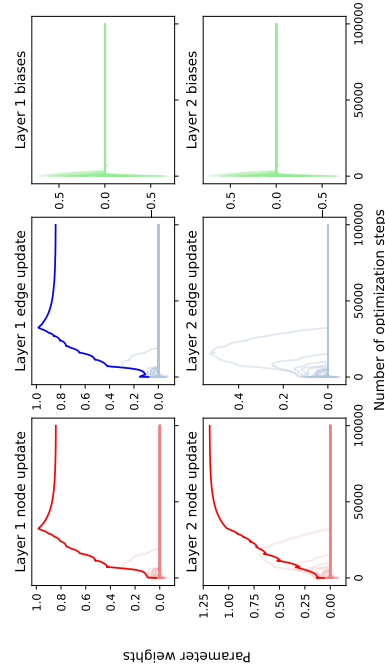 Layer 1 node update
1.0
0.8
0.6
0.4
0.2
0.0
Layer 1 edge update
1.0
0.8
0.6
0.4
0.2
0.0
Layer 1 biases
0.5
0.0
−0.5
Parameter weights
Layer 2 node update
1.25
1.00
0.75
0.50
0.25
0.00
0 50000 100000
Layer 2 edge update
0.4
0.2
0.0
0 50000 100000
Layer 2 biases
0.5
0.0
−0.5
0 50000 100000
Number of optimization steps